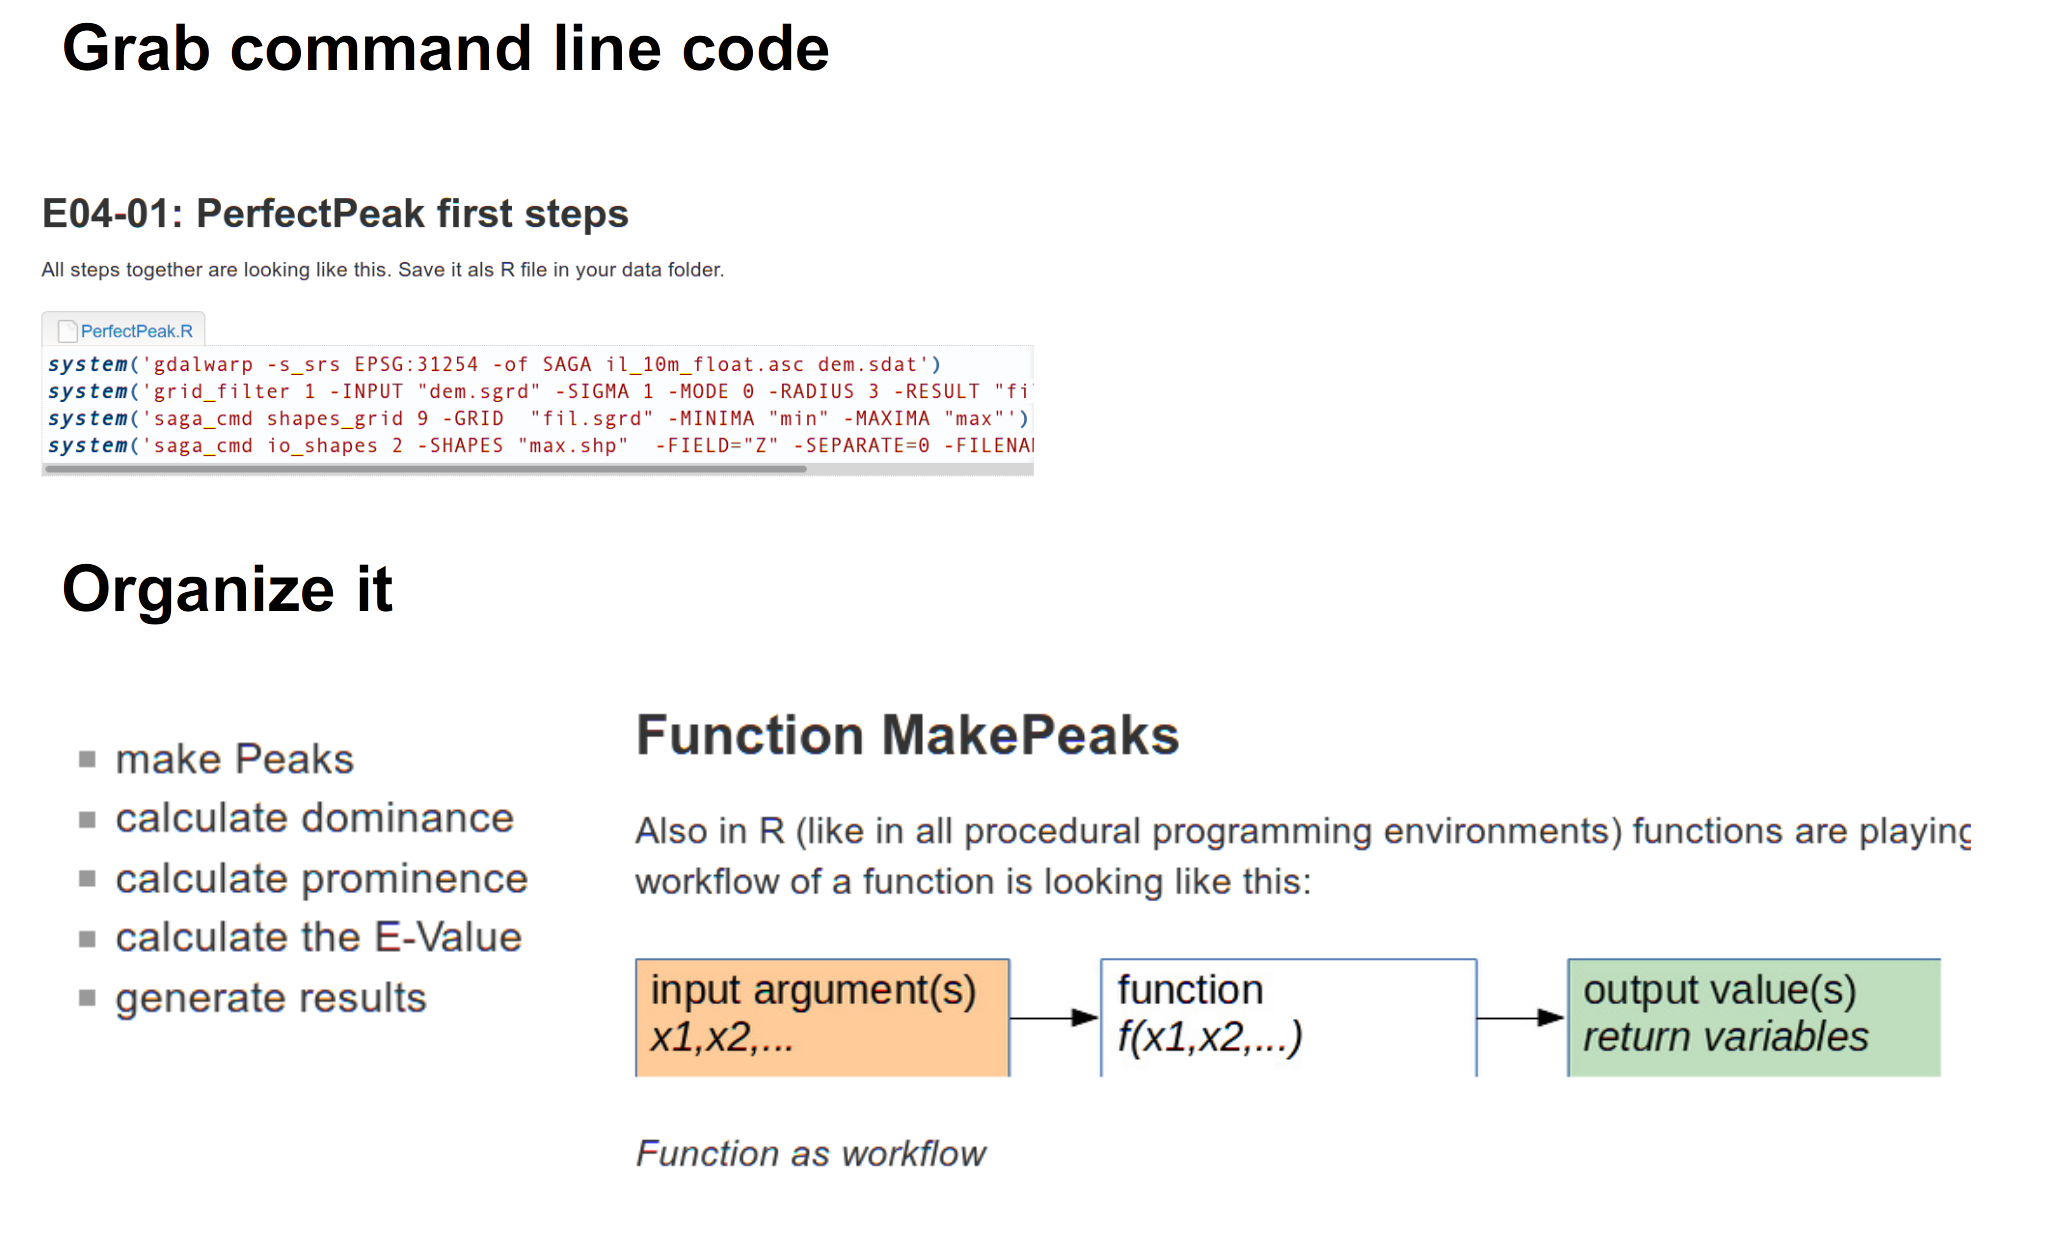 Grab command line code
E04-01: PerfectPeak first steps
All steps together are looking like this. Save it als R file in your data folder.
PerfectPeak.R
system('gdalwarp -s_srs EPSG:31254 -of SAGA il_10m_float.asc dem.sdat')
system('grid_filter 1 -INPUT "dem.sgrd" -SIGMA 1 -MODE 0 -RADIUS 3 -RESULT "fi
system('saga_cmd shapes_grid 9 -GRID  "fil.sgrd" -MINIMA "min" -MAXIMA "max"')
system('saga_cmd io_shapes 2 -SHAPES "max.shp"  -FIELD="Z" -SEPARATE=0 -FILENA
Organize it
make Peaks
calculate dominance
calculate prominence
calculate the E-Value
generate results
Function MakePeaks
Also in R (like in all procedural programming environments) functions are playing
workflow of a function is looking like this:
input argument(s)
x1,x2,...
function
f(x1,x2,...)
output value(s)
return variables
Function as workflow